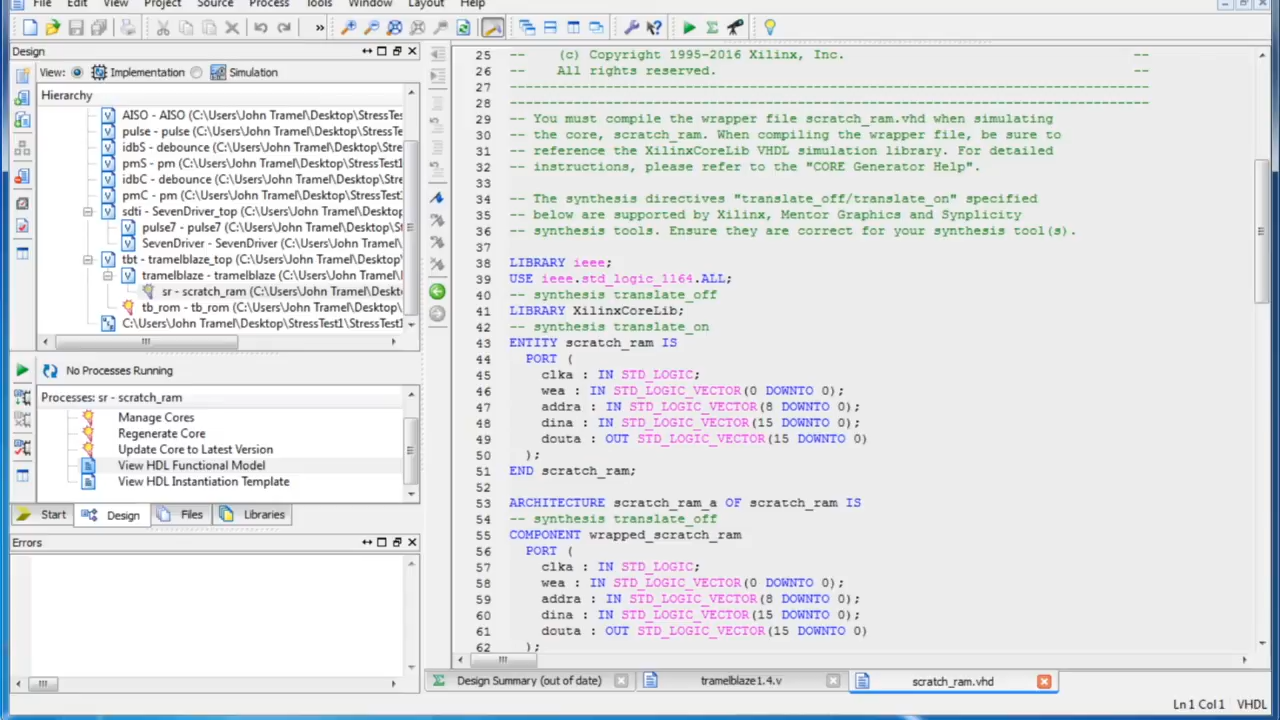 File Edit View Project Source Process Tools Window Layout Help
»
Design
View: Implementation Simulation
Hierarchy
AISO - AISO (C:\Users\John Tramel\Desktop\StressTe
pulse - pulse (C:\Users\John Tramel\Desktop\StressTe
idbS - debounce (C:\Users\John Tramel\Desktop\Stre
pmS - pm (C:\Users\John Tramel\Desktop\StressTest1
idbC - debounce (C:\Users\John Tramel\Desktop\Stre
pmC - pm (C:\Users\John Tramel\Desktop\StressTest1
sdti - SevenDriver_top (C:\Users\John Tramel\Deskto
pulse7 - pulse7 (C:\Users\John Tramel\Desktop\St
SevenDriver - SevenDriver (C:\Users\John Tramel\
tbt - tramelblaze_top (C:\Users\John Tramel\Desktop
tramelblaze - tramelblaze (C:\Users\John Tramel\
sr - scratch_ram (C:\Users\John Tramel\Deskto
tb_rom - tb_rom (C:\Users\John Tramel\Desktop\
C:\Users\John Tramel\Desktop\StressTest1\StressTest
No Processes Running
Processes: sr - scratch_ram
Manage Cores
Regenerate Core
Update Core to Latest Version
View HDL Functional Model
View HDL Instantiation Template
Start Design Files Libraries
Errors
25 -- (c) Copyright 1995-2016 Xilinx, Inc. --
26 -- All rights reserved. --
27 --------------------------------------------------------------------------------
28 --------------------------------------------------------------------------------
29 -- You must compile the wrapper file scratch_ram.vhd when simulating
30 -- the core, scratch_ram. When compiling the wrapper file, be sure to
31 -- reference the XilinxCoreLib VHDL simulation library. For detailed
32 -- instructions, please refer to the "CORE Generator Help".
33
34 -- The synthesis directives "translate_off/translate_on" specified
35 -- below are supported by Xilinx, Mentor Graphics and Synplicity
36 -- synthesis tools. Ensure they are correct for your synthesis tool(s).
37
38 LIBRARY ieee;
39 USE ieee.std_logic_1164.ALL;
40 -- synthesis translate_off
41 LIBRARY XilinxCoreLib;
42 -- synthesis translate_on
43 ENTITY scratch_ram IS
44 PORT (
45 clka : IN STD_LOGIC;
46 wea : IN STD_LOGIC_VECTOR(0 DOWNTO 0);
47 addra : IN STD_LOGIC_VECTOR(8 DOWNTO 0);
48 dina : IN STD_LOGIC_VECTOR(15 DOWNTO 0);
49 douta : OUT STD_LOGIC_VECTOR(15 DOWNTO 0)
50 );
51 END scratch_ram;
52
53 ARCHITECTURE scratch_ram_a OF scratch_ram IS
54 -- synthesis translate_off
55 COMPONENT wrapped_scratch_ram
56 PORT (
57 clka : IN STD_LOGIC;
58 wea : IN STD_LOGIC_VECTOR(0 DOWNTO 0);
59 addra : IN STD_LOGIC_VECTOR(8 DOWNTO 0);
60 dina : IN STD_LOGIC_VECTOR(15 DOWNTO 0);
61 douta : OUT STD_LOGIC_VECTOR(15 DOWNTO 0)
62 );
Design Summary (out of date) tramelblaze1.4.v scratch_ram.vhd
Ln 1 Col 1 VHDL